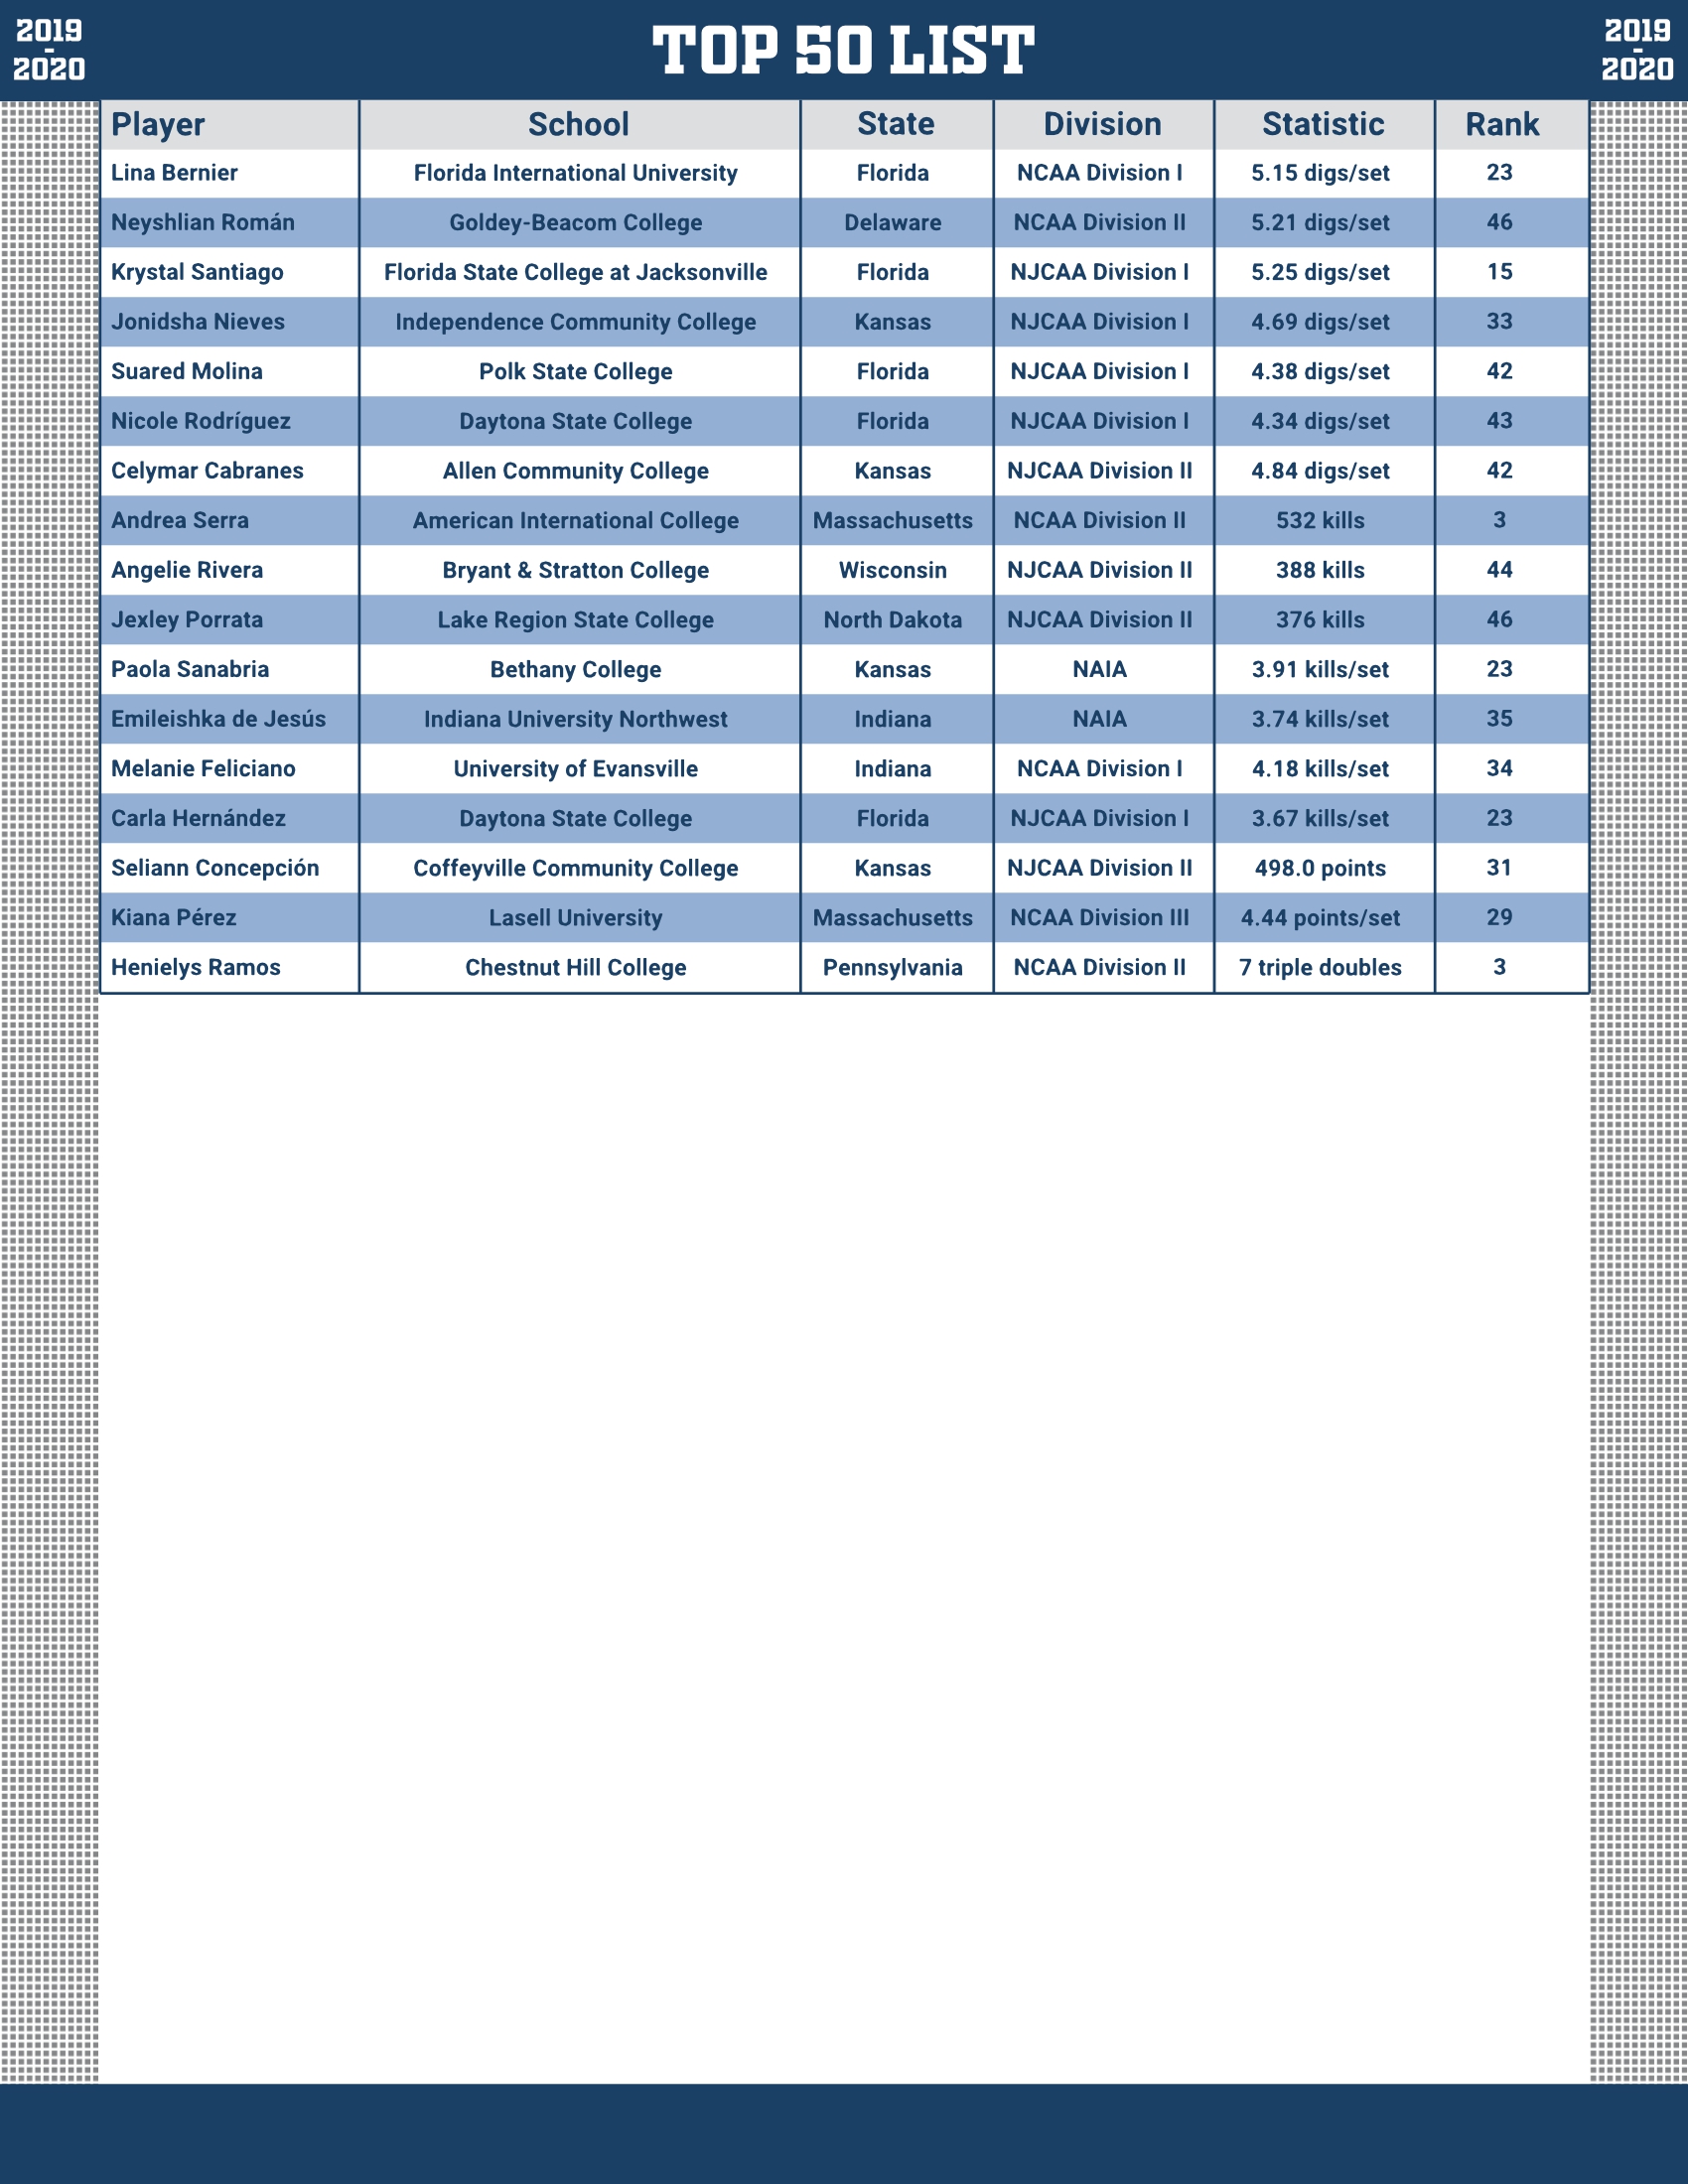 2019
-
2020
TOP 50 LIST
2019
-
2020
Player School State Division Statistic Rank
Lina Bernier Florida International University Florida NCAA Division I 5.15 digs/set 23
Neyshlian Román Goldey-Beacom College Delaware NCAA Division II 5.21 digs/set 46
Krystal Santiago Florida State College at Jacksonville Florida NJCAA Division I 5.25 digs/set 15
Jonidsha Nieves Independence Community College Kansas NJCAA Division I 4.69 digs/set 33
Suared Molina Polk State College Florida NJCAA Division I 4.38 digs/set 42
Nicole Rodríguez Daytona State College Florida NJCAA Division I 4.34 digs/set 43
Celymar Cabranes Allen Community College Kansas NJCAA Division II 4.84 digs/set 42
Andrea Serra American International College Massachusetts NCAA Division II 532 kills 3
Angelie Rivera Bryant & Stratton College Wisconsin NJCAA Division II 388 kills 44
Jexley Porrata Lake Region State College North Dakota NJCAA Division II 376 kills 46
Paola Sanabria Bethany College Kansas NAIA 3.91 kills/set 23
Emileishka de Jesús Indiana University Northwest Indiana NAIA 3.74 kills/set 35
Melanie Feliciano University of Evansville Indiana NCAA Division I 4.18 kills/set 34
Carla Hernández Daytona State College Florida NJCAA Division I 3.67 kills/set 23
Seliann Concepción Coffeyville Community College Kansas NJCAA Division II 498.0 points 31
Kiana Pérez Lasell University Massachusetts NCAA Division III 4.44 points/set 29
Henielys Ramos Chestnut Hill College Pennsylvania NCAA Division II 7 triple doubles 3